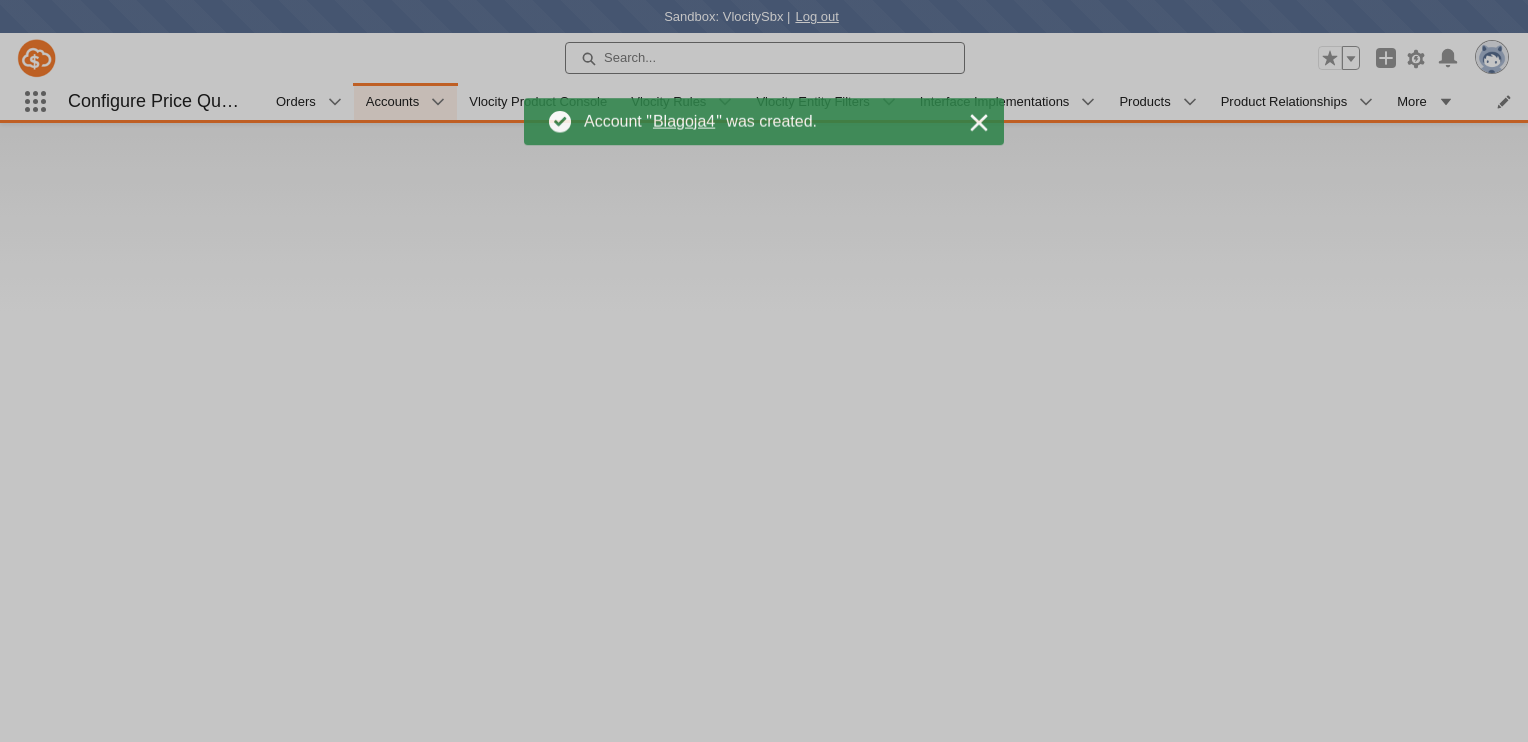 Sandbox: VlocitySbx | Log out
Search...
Configure Price Qu… Orders Accounts Vlocity Product Console Vlocity Rules Vlocity Entity Filters Interface Implementations Products Product Relationships More
Account "Blagoja4" was created.